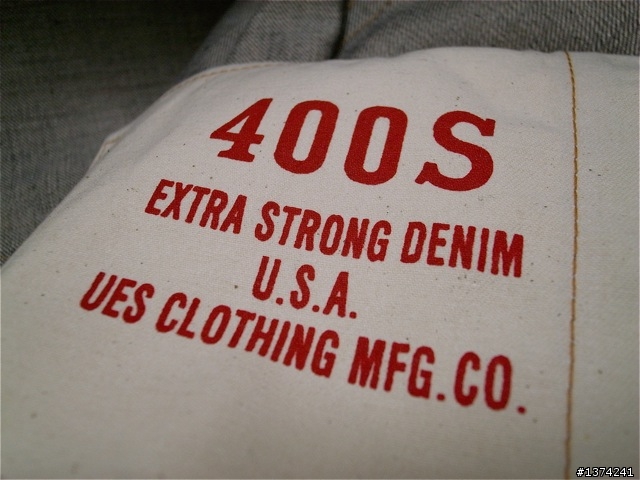 400S
EXTRA STRONG DENIM
U.S.A.
UES CLOTHING MFG.CO.
#1374241